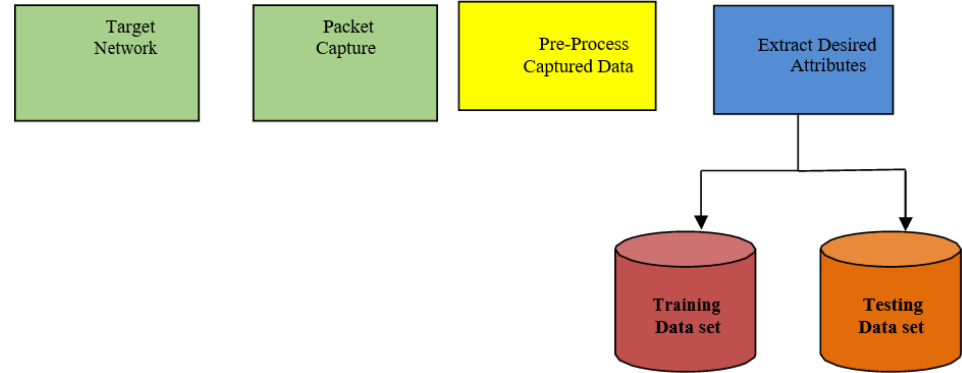 Target
Network
Packet
Capture
Pre-Process
Captured Data
Extract Desired
Attributes
Training
Data set
Testing
Data set